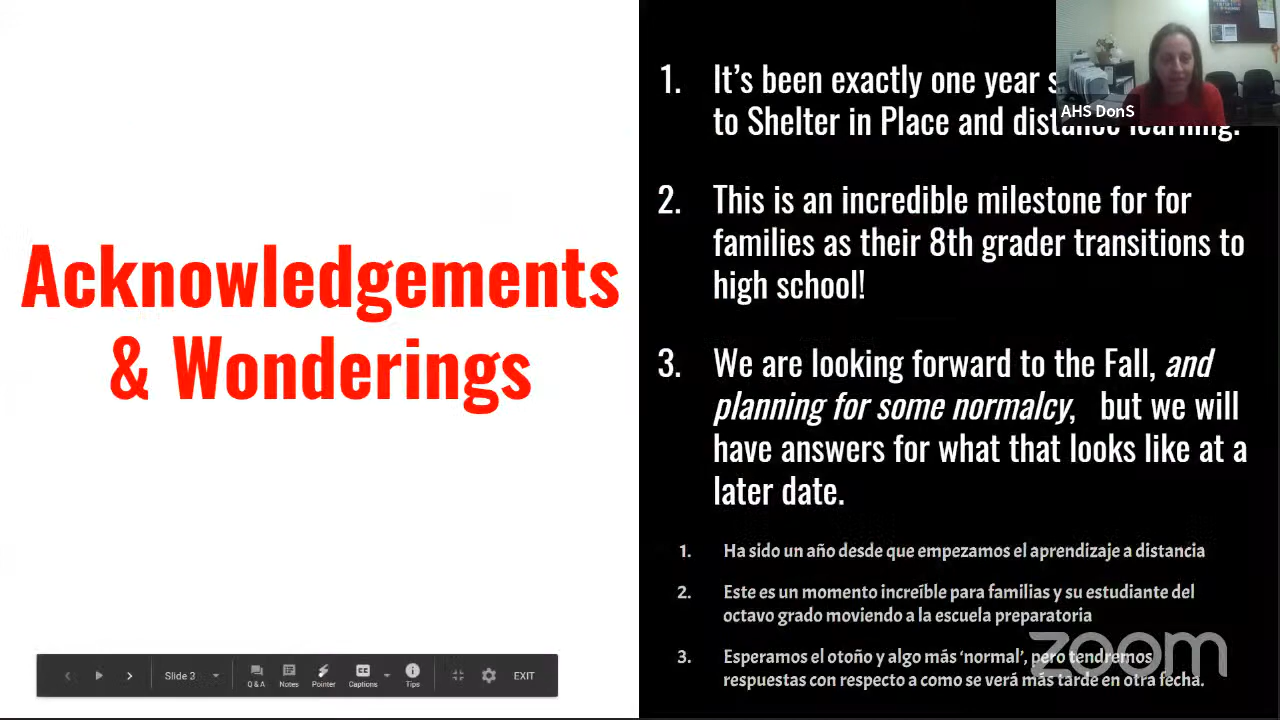 Acknowledgements
& Wonderings
1. It's been exactly one year
to Shelter in Place and distance learning.
2. This is an incredible milestone for for
families as their 8th grader transitions to
high school!
3. We are looking forward to the Fall, and
planning for some normalcy, but we will
have answers for what that looks like at a
later date.
1. Ha sido un año desde que empezamos el aprendizaje a distancia
2. Este es un momento increíble para familias y su estudiante del
octavo grado moviendo a la escuela preparatoria
3. Esperamos el otoño y algo más 'normal', pero tendremos
respuestas con respecto a como se verá más tarde en otra fecha.
AHS DonS
zoom
Slide 3
Q&A
Notes
Pointer
Captions
Tips
EXIT